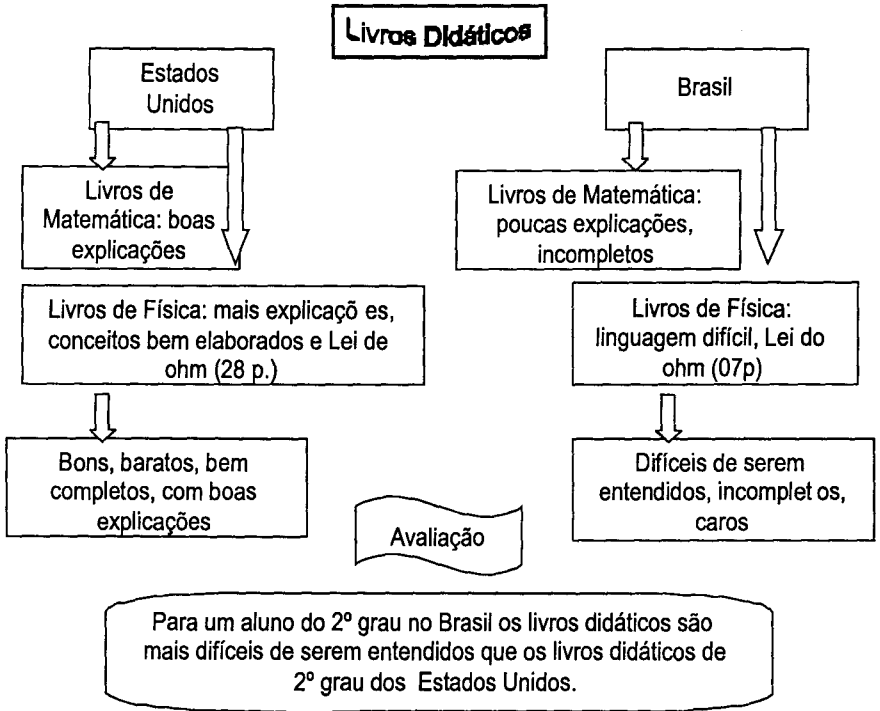 Livros Didáticos
Estados
Unidos
Brasil
Livros de
Matemática: boas
explicações
Livros de Matemática:
poucas explicações,
incompletos
Livros de Física: mais explicaçõ es,
conceitos bem elaborados e Lei de
ohm (28 p.)
Livros de Física:
linguagem difícil, Lei do
ohm (07p)
Bons, baratos, bem
completos, com boas
explicações
Difíceis de serem
entendidos, incomplet os,
caros
Avaliação
Para um aluno do 2º grau no Brasil os livros didáticos são
mais difíceis de serem entendidos que os livros didáticos de
2º grau dos Estados Unidos.